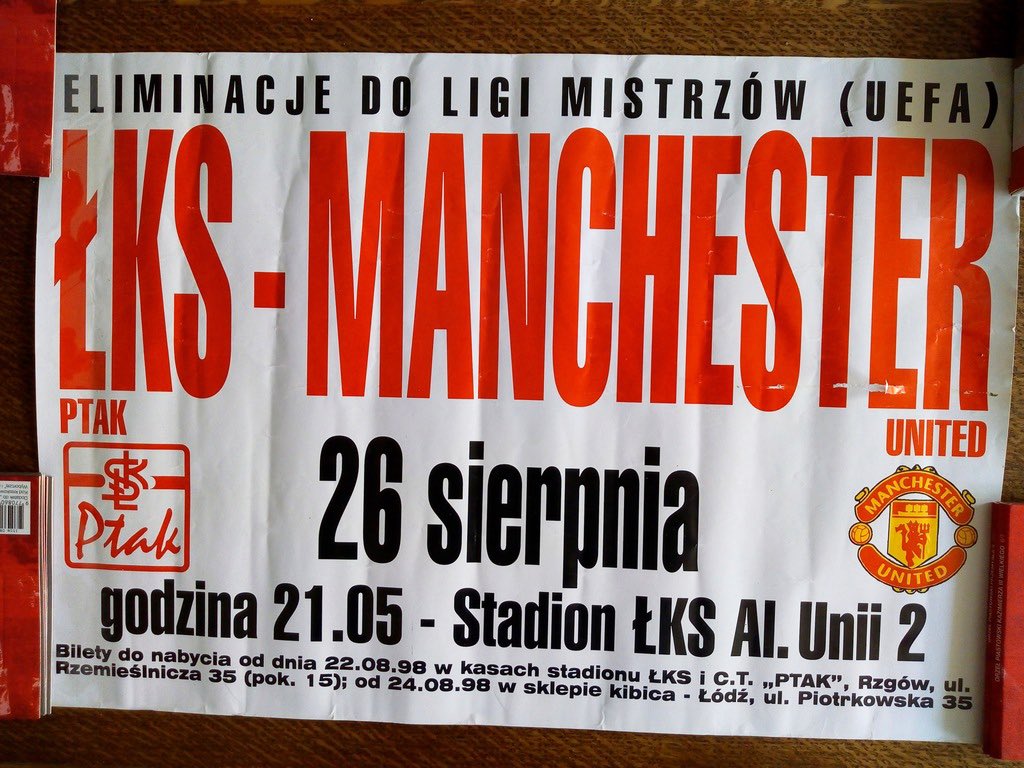 ELIMINACJE DO LIGI MISTRZÓW (UEFA)
ŁKS - MANCHESTER
PTAK
UNITED
ŁKS
Ptak
MANCHESTER
UNITED
26 sierpnia
godzina 21.05 - Stadion ŁKS Al. Unii 2
Bilety do nabycia od dnia 22.08.98 w kasach stadionu ŁKS i C.T. „PTAK”, Rzgów, ul.
Rzemieślnicza 35 (pok. 15); od 24.08.98 w sklepie kibica - Łódź, ul. Piotrkowska 35